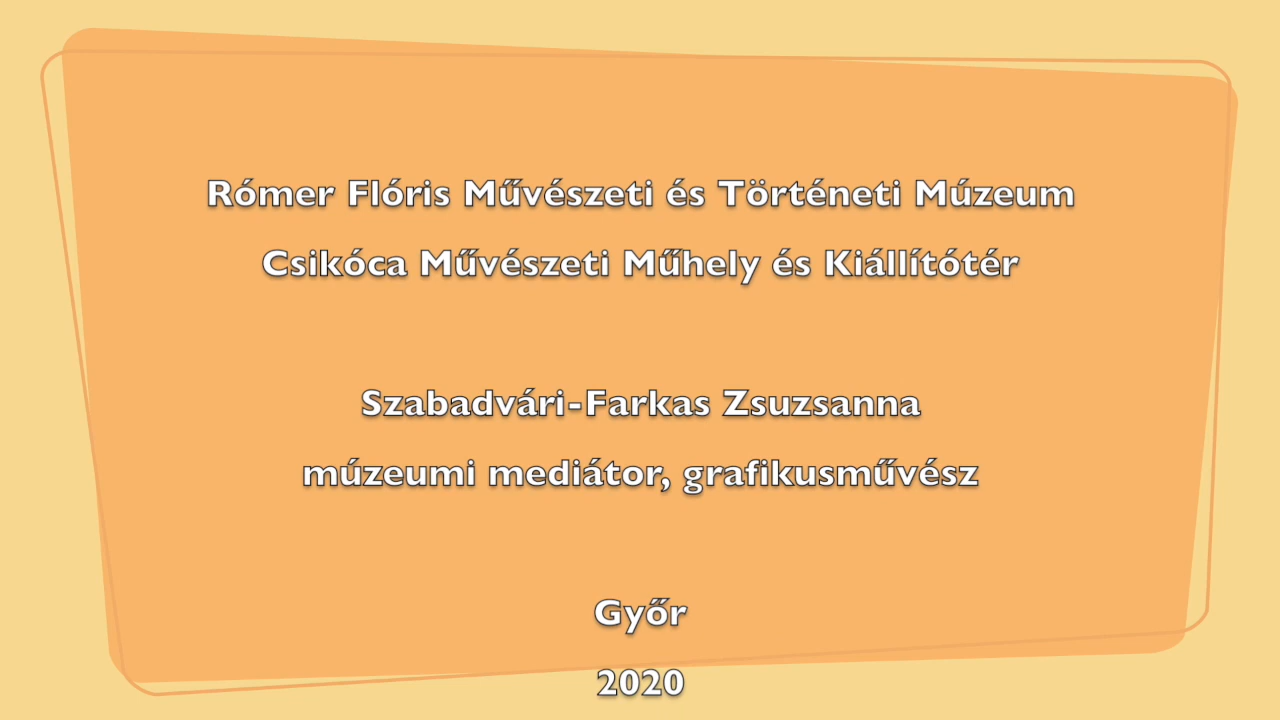 Rómer Flóris Művészeti és Történeti Múzeum
Csikóca Művészeti Műhely és Kiállítótér
Szabadvári-Farkas Zsuzsanna
múzeumi mediátor, grafikusművész
Győr
2020